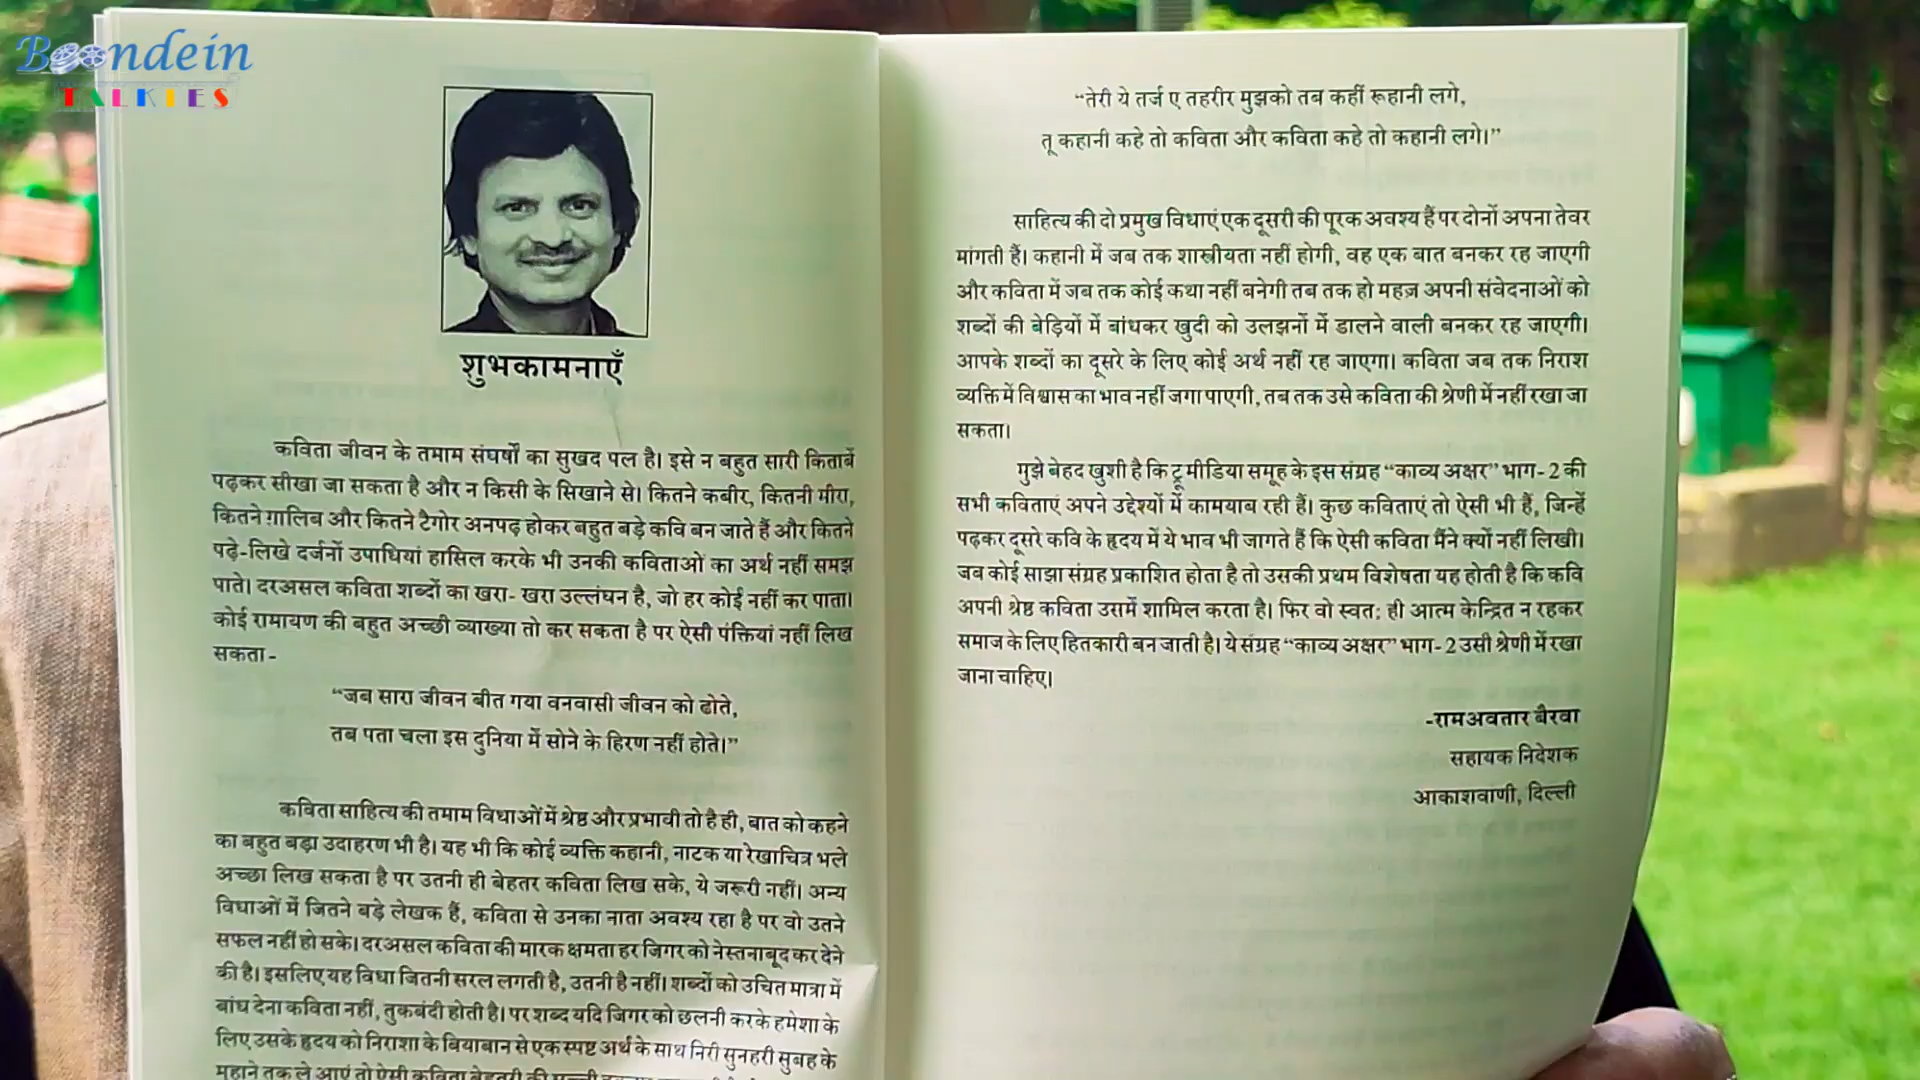 Boondein
TALKIES
शुभकामनाएँ
कविता जीवन के तमाम संघर्षों का सुखद पल है। इसे न बहुत सारी किताबें
पढ़कर सीखा जा सकता है और न किसी के सिखाने से। कितने कबीर, कितनी मीरा,
कितने ग़ालिब और कितने टैगोर अनपढ़ होकर बहुत बड़े कवि बन जाते हैं और कितने
पढ़े-लिखे दर्जनों उपाधियां हासिल करके भी उनकी कविताओं का अर्थ नहीं समझ
पाते। दरअसल कविता शब्दों का खरा- खरा उल्लंघन है, जो हर कोई नहीं कर पाता।
कोई रामायण की बहुत अच्छी व्याख्या तो कर सकता है पर ऐसी पंक्तियां नहीं लिख
सकता-
“जब सारा जीवन बीत गया वनवासी जीवन को ढोते,
तब पता चला इस दुनिया में सोने के हिरण नहीं होते।”
कविता साहित्य की तमाम विधाओं में श्रेष्ठ और प्रभावी तो है ही, बात को कहने
का बहुत बड़ा उदाहरण भी है। यह भी कि कोई व्यक्ति कहानी, नाटक या रेखाचित्र भले
अच्छा लिख सकता है पर उतनी ही बेहतर कविता लिख सके, ये जरूरी नहीं। अन्य
विधाओं में जितने बड़े लेखक हैं, कविता से उनका नाता अवश्य रहा है पर वो उतने
सफल नहीं हो सके। दरअसल कविता की मारक क्षमता हर जिगर को नेस्तनाबूद कर देने
की है। इसलिए यह विधा जितनी सरल लगती है, उतनी है नहीं। शब्दों को उचित मात्रा में
बांध देना कविता नहीं, तुकबंदी होती है। पर शब्द यदि जिगर को छलनी करके हमेशा के
लिए उसके हृदय को निराशा के बियाबान से एक स्पष्ट अर्थ के साथ निरी सुनहरी सुबह के
मुहाने तक ले आएं तो ऐसी कविता बेहतरी की
“तेरी ये तर्ज ए तहरीर मुझको तब कहीं रूहानी लगे,
तू कहानी कहे तो कविता और कविता कहे तो कहानी लगे।”
साहित्य की दो प्रमुख विधाएं एक दूसरी की पूरक अवश्य हैं पर दोनों अपना तेवर
मांगती हैं। कहानी में जब तक शास्त्रीयता नहीं होगी, वह एक बात बनकर रह जाएगी
और कविता में जब तक कोई कथा नहीं बनेगी तब तक हो महज़ अपनी संवेदनाओं को
शब्दों की बेड़ियों में बांधकर खुदी को उलझनों में डालने वाली बनकर रह जाएगी।
आपके शब्दों का दूसरे के लिए कोई अर्थ नहीं रह जाएगा। कविता जब तक निराश
व्यक्ति में विश्वास का भाव नहीं जगा पाएगी, तब तक उसे कविता की श्रेणी में नहीं रखा जा
सकता।
मुझे बेहद खुशी है कि ट्रू मीडिया समूह के इस संग्रह “काव्य अक्षर” भाग- 2 की
सभी कविताएं अपने उद्देश्यों में कामयाब रही हैं। कुछ कविताएं तो ऐसी भी हैं, जिन्हें
पढ़कर दूसरे कवि के हृदय में ये भाव भी जागते हैं कि ऐसी कविता मैंने क्यों नहीं लिखी।
जब कोई साझा संग्रह प्रकाशित होता है तो उसकी प्रथम विशेषता यह होती है कि कवि
अपनी श्रेष्ठ कविता उसमें शामिल करता है। फिर वो स्वत: ही आत्म केन्द्रित न रहकर
समाज के लिए हितकारी बन जाती है। ये संग्रह “काव्य अक्षर” भाग- 2 उसी श्रेणी में रखा
जाना चाहिए।
-रामअवतार बैरवा
सहायक निदेशक
आकाशवाणी, दिल्ली